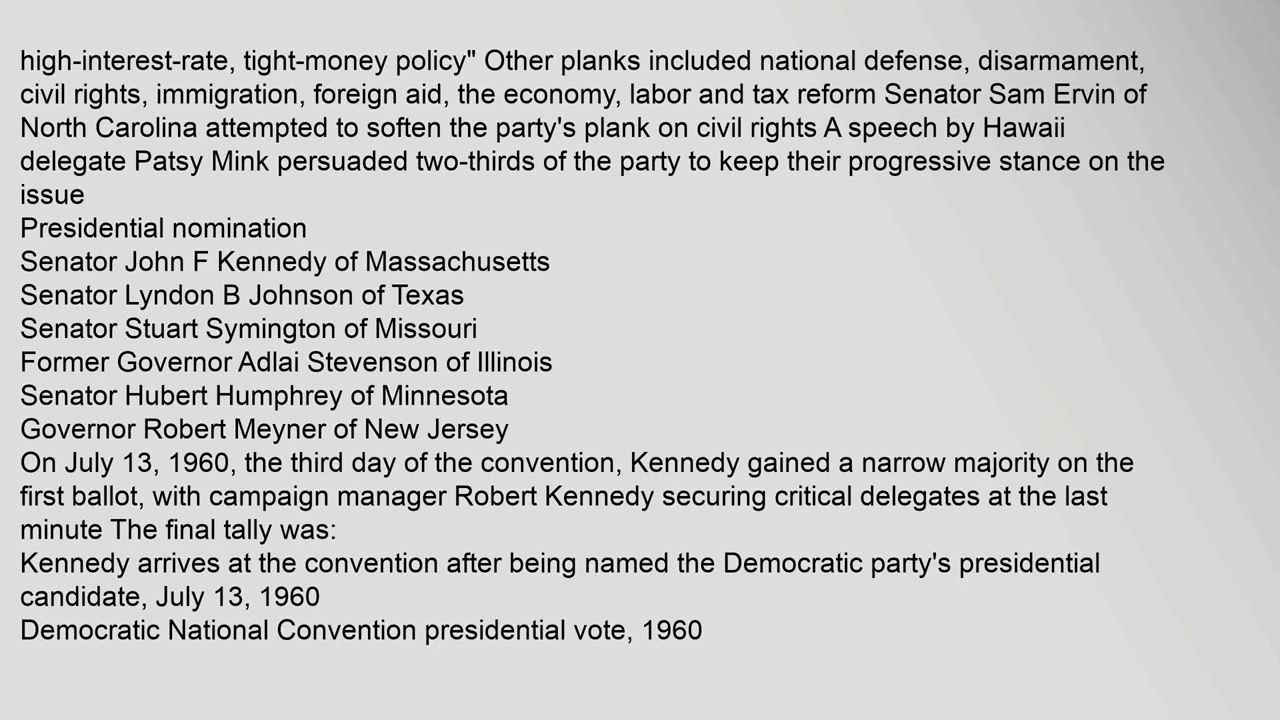 high-interest-rate, tight-money policy" Other planks included national defense, disarmament,
civil rights, immigration, foreign aid, the economy, labor and tax reform Senator Sam Ervin of
North Carolina attempted to soften the party's plank on civil rights A speech by Hawaii
delegate Patsy Mink persuaded two-thirds of the party to keep their progressive stance on the
issue
Presidential nomination
Senator John F Kennedy of Massachusetts
Senator Lyndon B Johnson of Texas
Senator Stuart Symington of Missouri
Former Governor Adlai Stevenson of Illinois
Senator Hubert Humphrey of Minnesota
Governor Robert Meyner of New Jersey
On July 13, 1960, the third day of the convention, Kennedy gained a narrow majority on the
first ballot, with campaign manager Robert Kennedy securing critical delegates at the last
minute The final tally was:
Kennedy arrives at the convention after being named the Democratic party's presidential
candidate, July 13, 1960
Democratic National Convention presidential vote, 1960